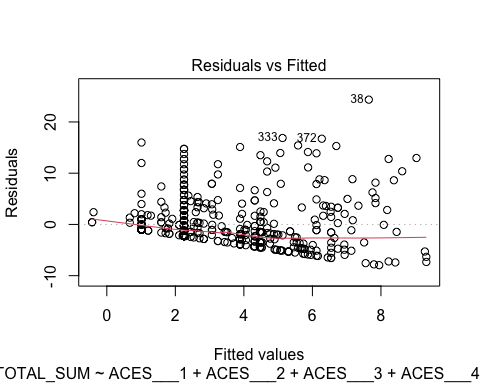 Residuals vs Fitted
38
333
372
Residuals
20
10
0
-10
0 2 4 6 8
Fitted values
TOTAL_SUM ~ ACES___1 + ACES___2 + ACES___3 + ACES___4